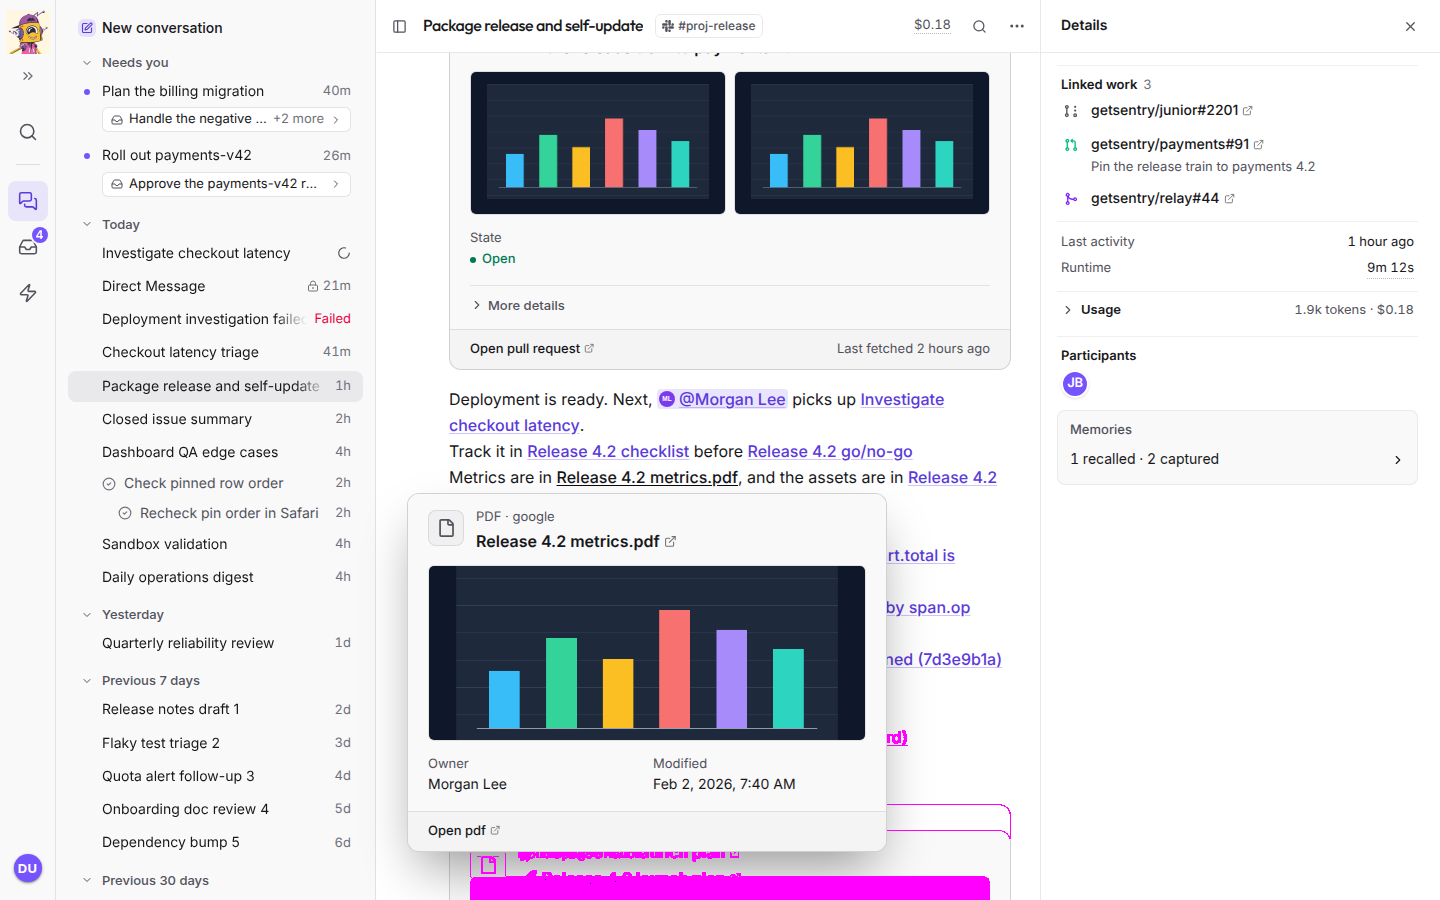 New conversation
Needs you
Plan the billing migration 40m
Handle the negative ... +2 more
Roll out payments-v42 26m
Approve the payments-v42 r...
Today
Investigate checkout latency
Direct Message 21m
Deployment investigation failed Failed
Checkout latency triage 41m
Package release and self-update 1h
Closed issue summary 2h
Dashboard QA edge cases 4h
Check pinned row order 2h
Recheck pin order in Safari 2h
Sandbox validation 4h
Daily operations digest 4h
Yesterday
Quarterly reliability review 1d
Previous 7 days
Release notes draft 1 2d
Flaky test triage 2 3d
Quota alert follow-up 3 4d
Onboarding doc review 4 5d
Dependency bump 5 6d
Previous 30 days
4
DU
Package release and self-update #proj-release $0.18
State
Open
More details
Open pull request Last fetched 2 hours ago
Deployment is ready. Next, ML @Morgan Lee picks up Investigate
checkout latency.
Track it in Release 4.2 checklist before Release 4.2 go/no-go
Metrics are in Release 4.2 metrics.pdf, and the assets are in Release 4.2
PDF · google
Release 4.2 metrics.pdf
Owner
Morgan Lee
Modified
Feb 2, 2026, 7:40 AM
Open pdf
rt.total is
by span.op
ned (7d3e9b1a)
rd)
Details
Linked work 3
getsentry/junior#2201
getsentry/payments#91
Pin the release train to payments 4.2
getsentry/relay#44
Last activity 1 hour ago
Runtime 9m 12s
Usage 1.9k tokens · $0.18
Participants
JB
Memories
1 recalled · 2 captured